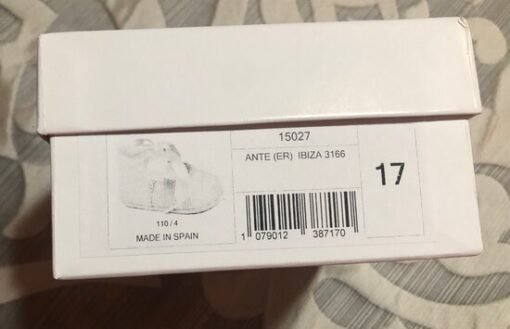 15027
ANTE (ER) IBIZA 3166
17
110 / 4
MADE IN SPAIN
1 079012 387170